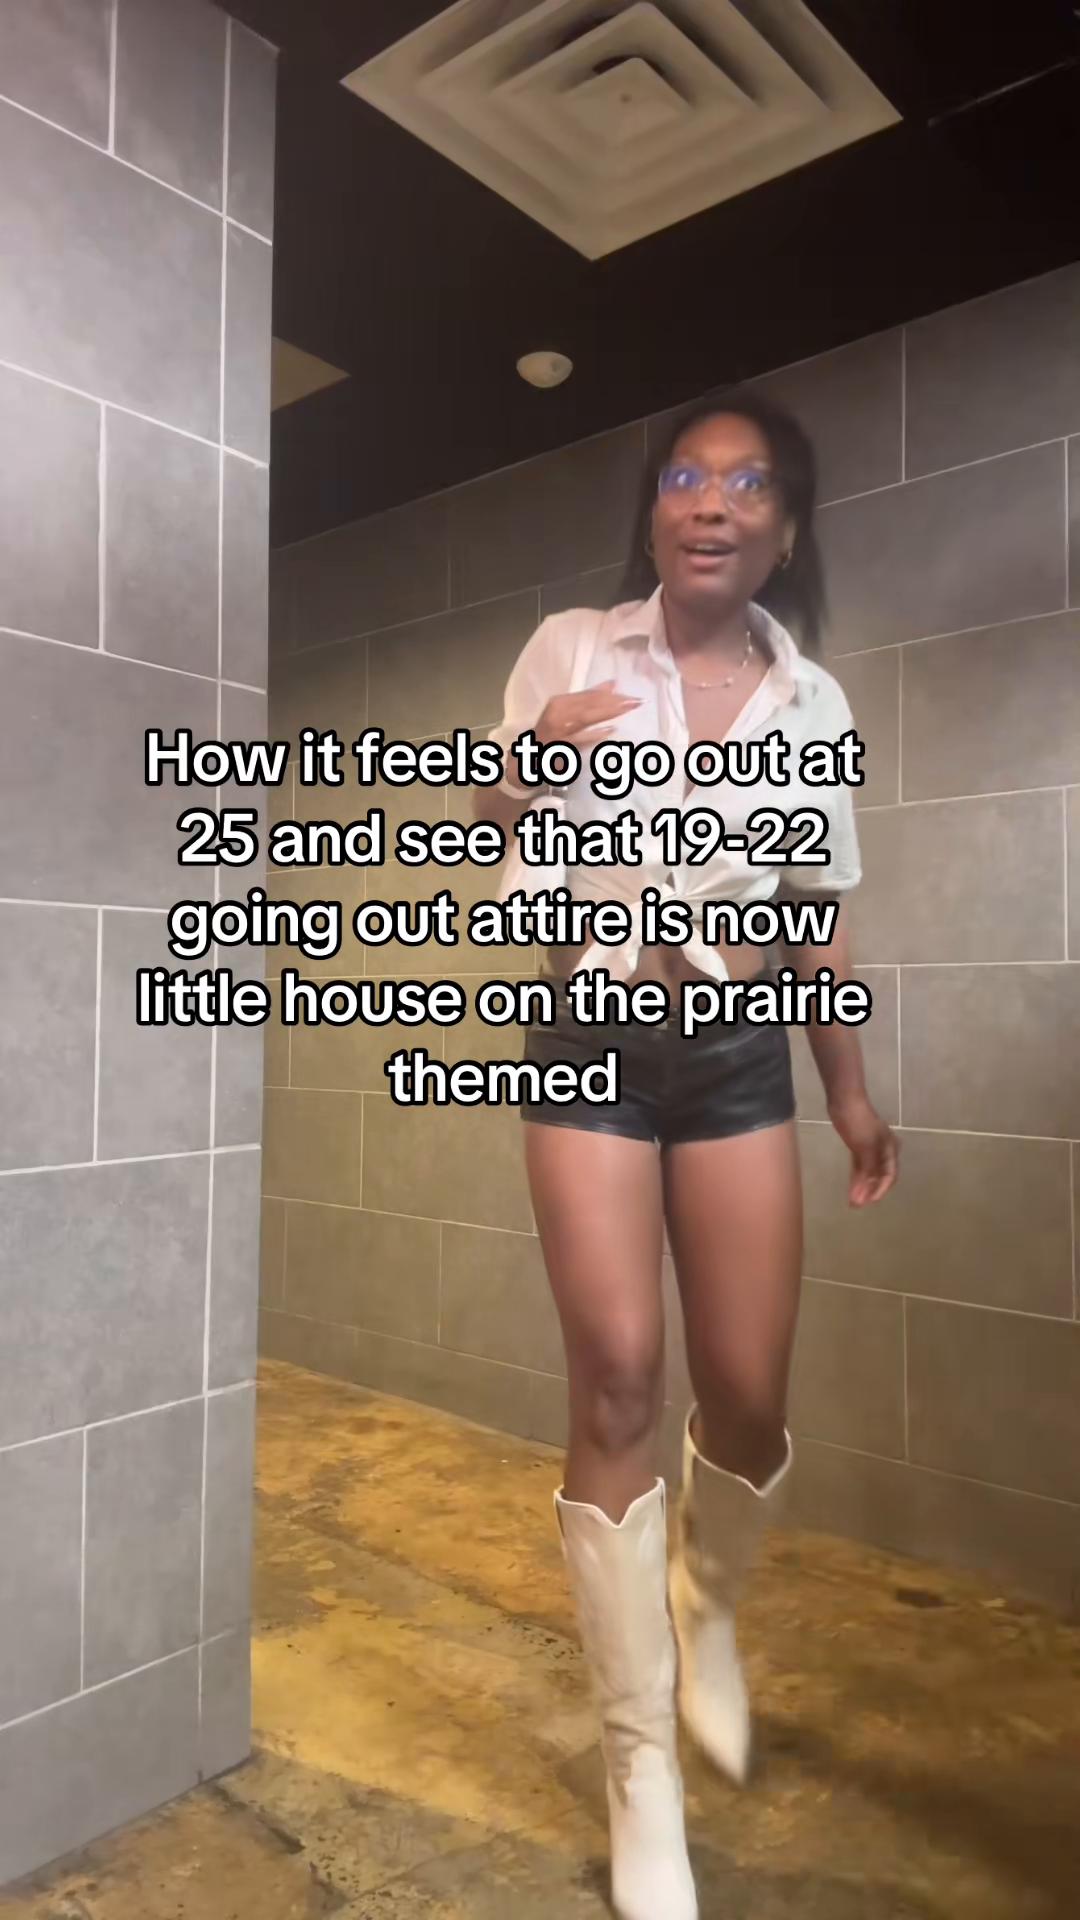 How it feels to go out at
25 and see that 19-22
going out attire is now
little house on the prairie
themed